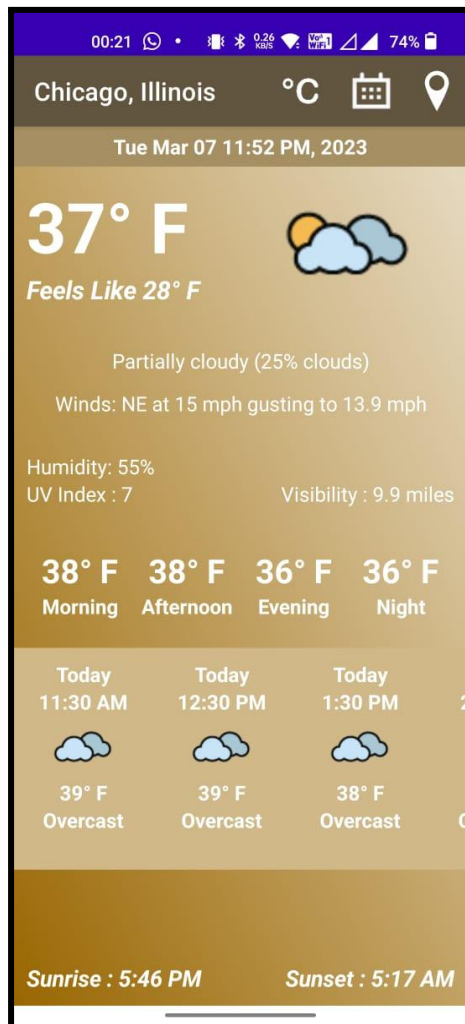 00:21 0.26 KB/S Vo) WiFi 1 74%
Chicago, Illinois °C
Tue Mar 07 11:52 PM, 2023
37° F
Feels Like 28° F
Partially cloudy (25% clouds)
Winds: NE at 15 mph gusting to 13.9 mph
Humidity: 55%
UV Index : 7 Visibility : 9.9 miles
38° F 38° F 36° F 36° F
Morning Afternoon Evening Night
Today Today Today
11:30 AM 12:30 PM 1:30 PM
39° F 39° F 38° F
Overcast Overcast Overcast
Sunrise : 5:46 PM Sunset : 5:17 AM